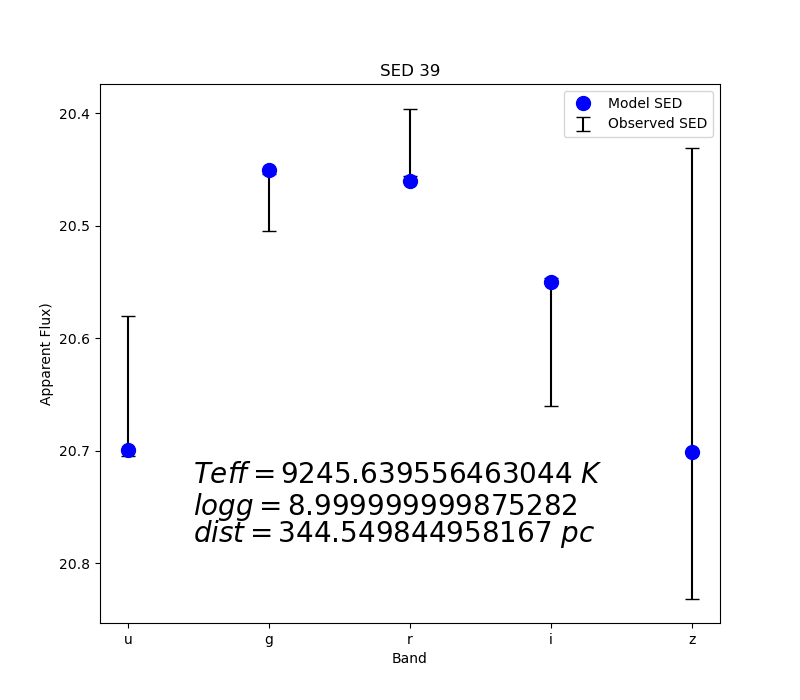 SED 39
Model SED
Observed SED
20.4
20.5
20.6
20.7
20.8
Apparent Flux)
Teff = 9245.639556463044 K
logg = 8.999999999875282
dist = 344.549844958167 pc
u g r i z
Band